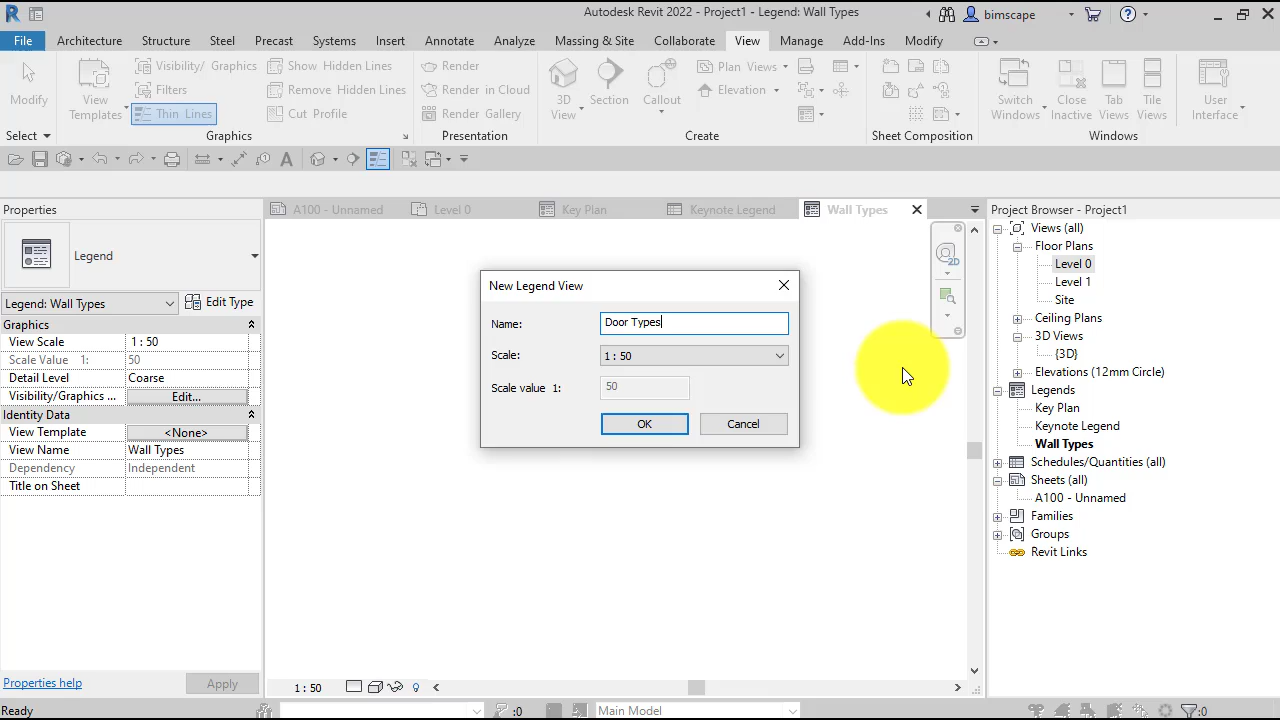 Autodesk Revit 2022 - Project1 - Legend: Wall Types
bimscape
File Architecture Structure Steel Precast Systems Insert Annotate Analyze Massing & Site Collaborate View Manage Add-Ins Modify
Modify
View
Templates
Visibility/ Graphics
Filters
Thin Lines
Show Hidden Lines
Remove Hidden Lines
Cut Profile
Render
Render in Cloud
Render Gallery
3D
View
Section
Callout
Plan Views
Elevation
Switch
Windows
Close
Inactive
Tab
Views
Tile
Views
User
Interface
Select Graphics Presentation Create Sheet Composition Windows
Properties
Legend
Legend: Wall Types Edit Type
Graphics
View Scale 1 : 50
Scale Value 1: 50
Detail Level Coarse
Visibility/Graphics ... Edit...
Identity Data
View Template <None>
View Name Wall Types
Dependency Independent
Title on Sheet
Properties help Apply
A100 - Unnamed Level 0 Key Plan Keynote Legend Wall Types
2D
New Legend View
Name: Door Types
Scale: 1 : 50
Scale value 1: 50
OK Cancel
Project Browser - Project1
Views (all)
Floor Plans
Level 0
Level 1
Site
Ceiling Plans
3D Views
{3D}
Elevations (12mm Circle)
Legends
Key Plan
Keynote Legend
Wall Types
Schedules/Quantities (all)
Sheets (all)
A100 - Unnamed
Families
Groups
Revit Links
1 : 50
Ready :0 Main Model :0